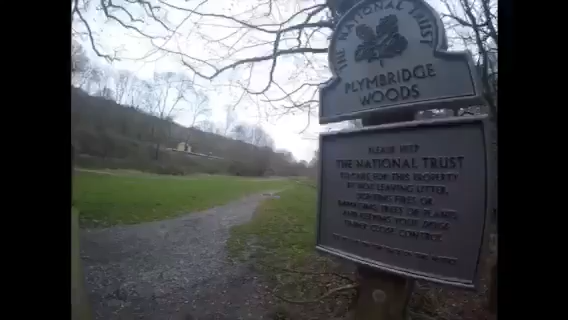 THE NATIONAL TRUST
PLYMBRIDGE
WOODS
PLEASE HELP
THE NATIONAL TRUST
TO CARE FOR THIS PROPERTY
BY NOT LEAVING LITTER,
LIGHTING FIRES OR
DAMAGING TREES OR PLANTS
AND KEEPING YOUR DOGS
UNDER CLOSE CONTROL